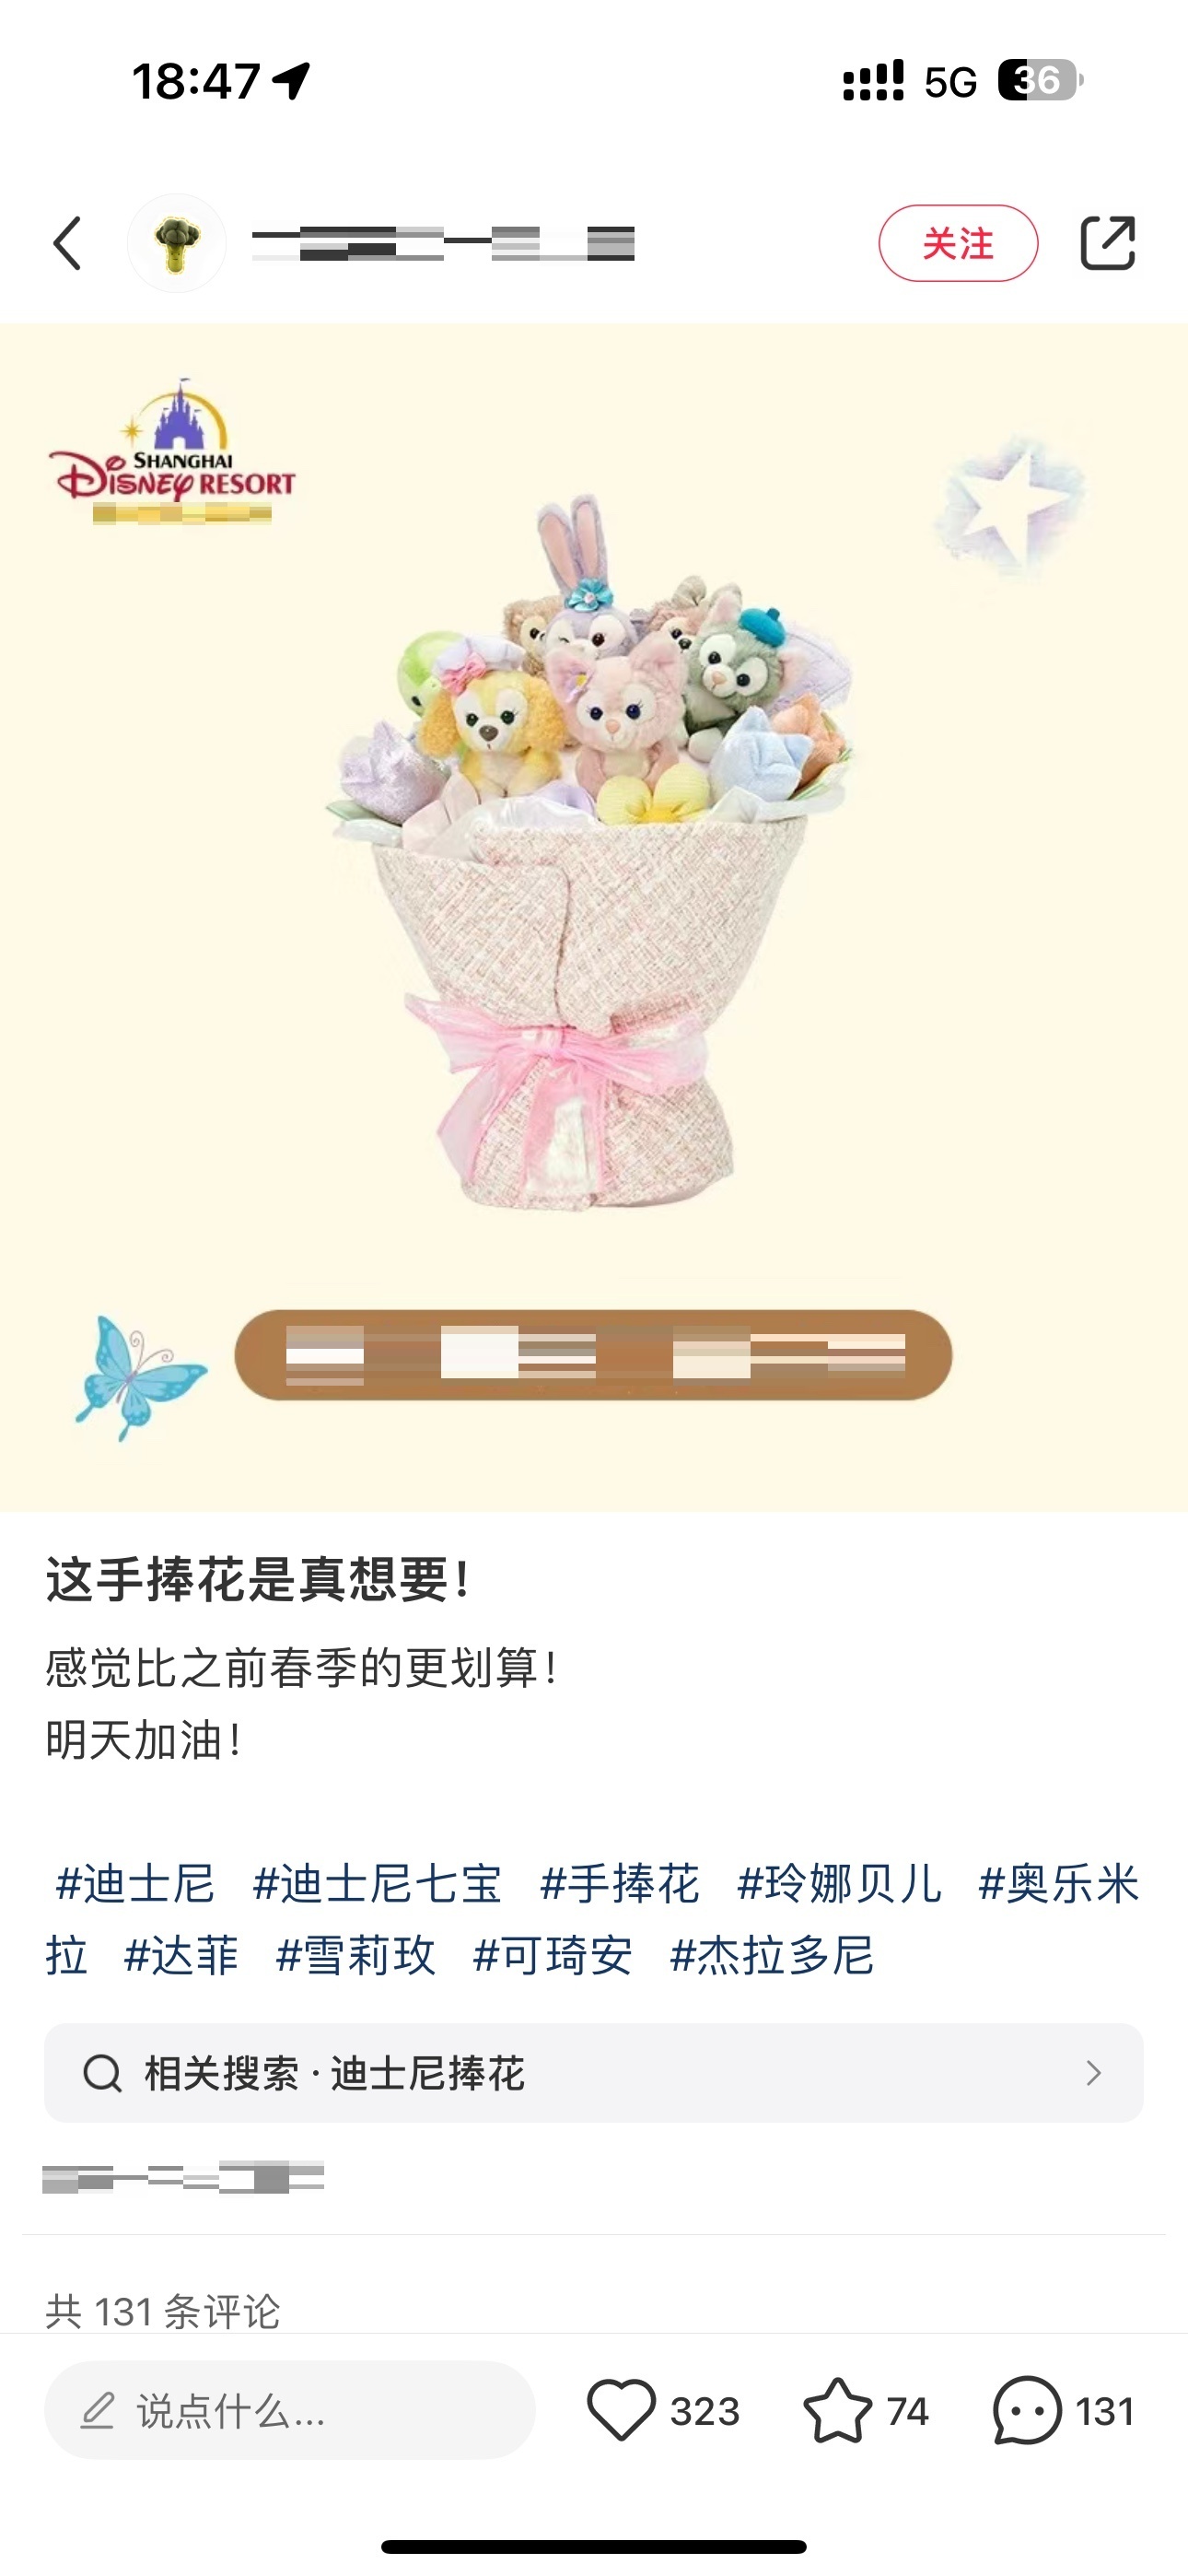 18:47
5G
36
关注
SHANGHAI
DISNEY RESORT
这手捧花是真想要！
感觉比之前春季的更划算！
明天加油！
#迪士尼 #迪士尼七宝 #手捧花 #玲娜贝儿 #奥乐米
拉 #达菲 #雪莉玫 #可琦安 #杰拉多尼
相关搜索 · 迪士尼捧花
共 131 条评论
说点什么...
323
74
131